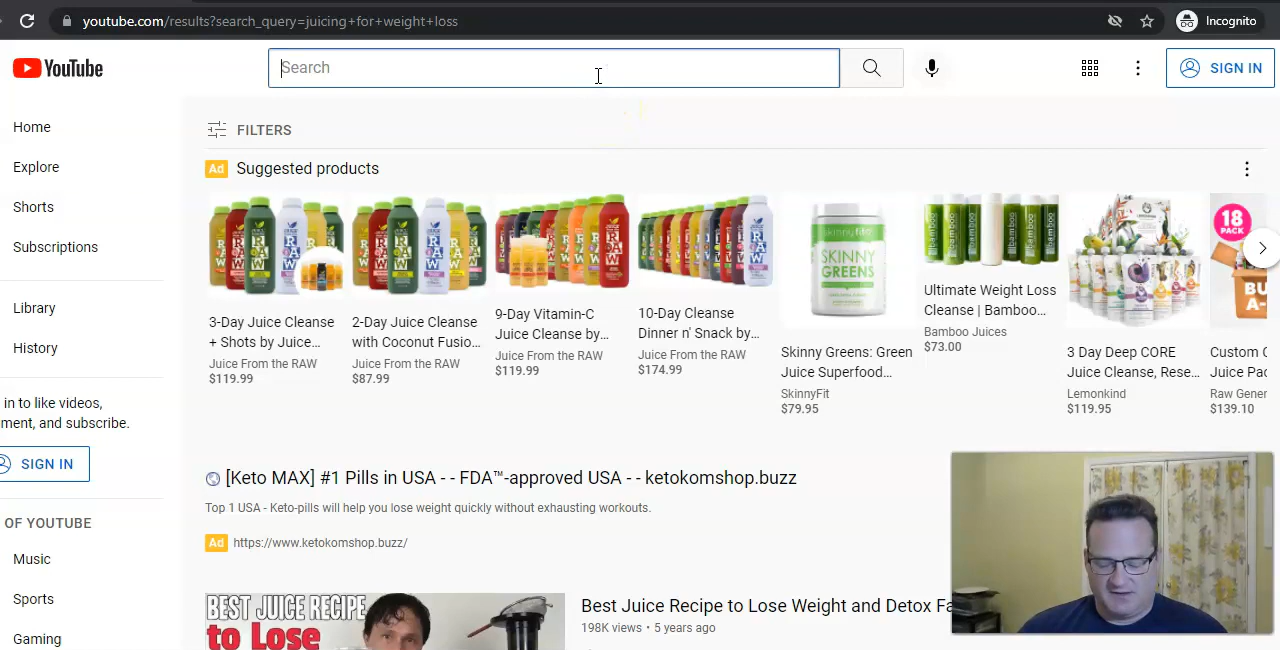 youtube.com/results?search_query=juicing+for+weight+loss
Incognito
YouTube
Search
SIGN IN
Home
Explore
Shorts
Subscriptions
Library
History
in to like videos,
ment, and subscribe.
SIGN IN
OF YOUTUBE
Music
Sports
Gaming
FILTERS
Ad Suggested products
RAW
RAW
RAW
RAW
skinnyfit
SKINNY
GREENS
bamboo
18
PACK
BU
A-
3-Day Juice Cleanse
+ Shots by Juice...
Juice From the RAW
$119.99
2-Day Juice Cleanse
with Coconut Fusio...
Juice From the RAW
$87.99
9-Day Vitamin-C
Juice Cleanse by...
Juice From the RAW
$119.99
10-Day Cleanse
Dinner n' Snack by...
Juice From the RAW
$174.99
Skinny Greens: Green
Juice Superfood...
SkinnyFit
$79.95
Ultimate Weight Loss
Cleanse | Bamboo...
Bamboo Juices
$73.00
3 Day Deep CORE
Juice Cleanse, Rese...
Lemonkind
$119.95
Custom C
Juice Pac
Raw Gener
$139.10
[Keto MAX] #1 Pills in USA - - FDA™-approved USA - - ketokomshop.buzz
Top 1 USA - Keto-pills will help you lose weight quickly without exhausting workouts.
Ad https://www.ketokomshop.buzz/
BEST JUICE RECIPE
to Lose
Best Juice Recipe to Lose Weight and Detox Fa
198K views • 5 years ago